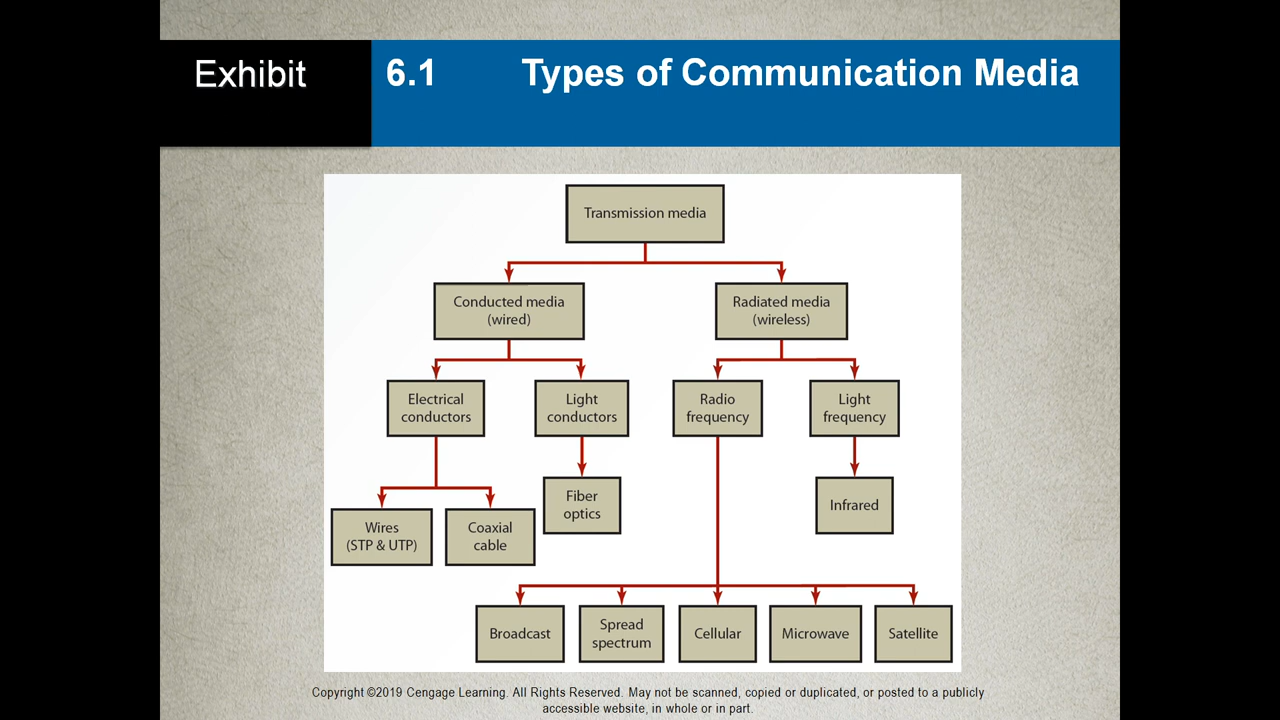 Exhibit 6.1 Types of Communication Media
Transmission media
Conducted media
(wired)
Radiated media
(wireless)
Electrical
conductors
Light
conductors
Radio
frequency
Light
frequency
Fiber
optics
Infrared
Wires
(STP & UTP)
Coaxial
cable
Broadcast
Spread
spectrum
Cellular
Microwave
Satellite
Copyright ©2019 Cengage Learning. All Rights Reserved. May not be scanned, copied or duplicated, or posted to a publicly
accessible website, in whole or in part.